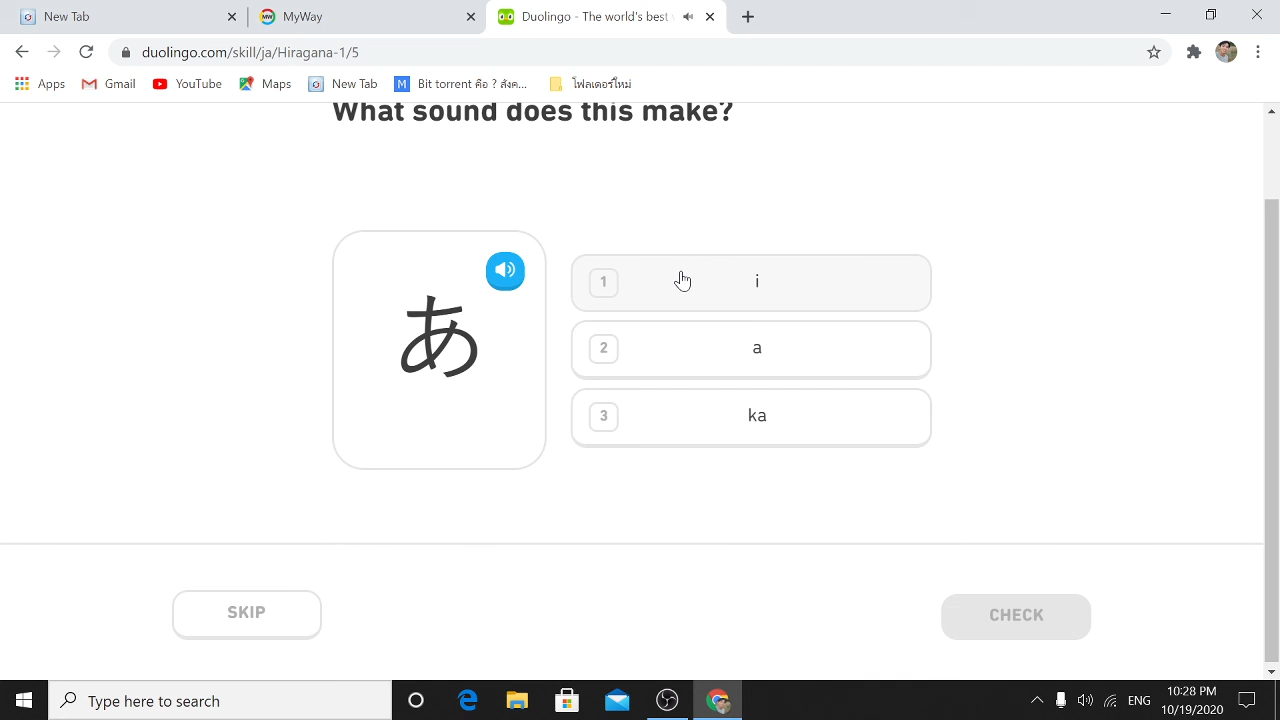 New Tab
MyWay
Duolingo - The world's best
duolingo.com/skill/ja/Hiragana-1/5
Apps
Gmail
YouTube
Maps
New Tab
Bit torrent คือ ? สังค...
โฟลเดอร์ใหม่
What sound does this make?
あ
1 i
2 a
3 ka
SKIP
CHECK
Type here to search
ENG
10:28 PM
10/19/2020